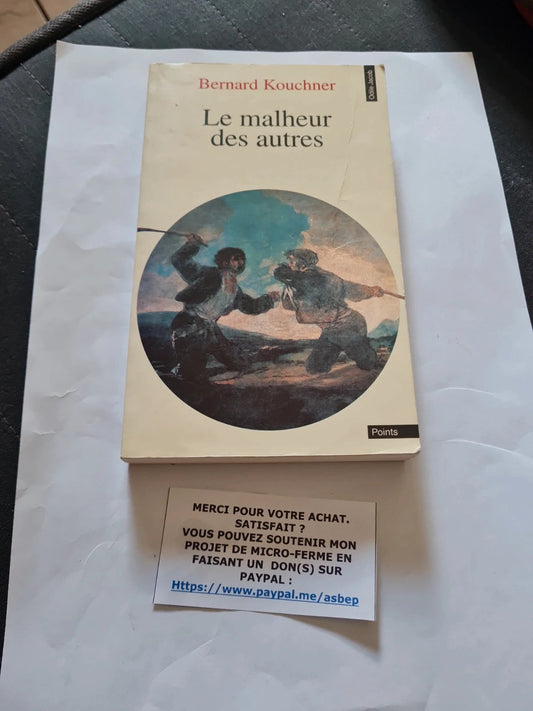 Bernard Kouchner
Odile Jacob
Le malheur
des autres
Points
MERCI POUR VOTRE ACHAT.
SATISFAIT ?
VOUS POUVEZ SOUTENIR MON
PROJET DE MICRO-FERME EN
FAISANT UN DON(S) SUR
PAYPAL :
Https://www.paypal.me/asbep